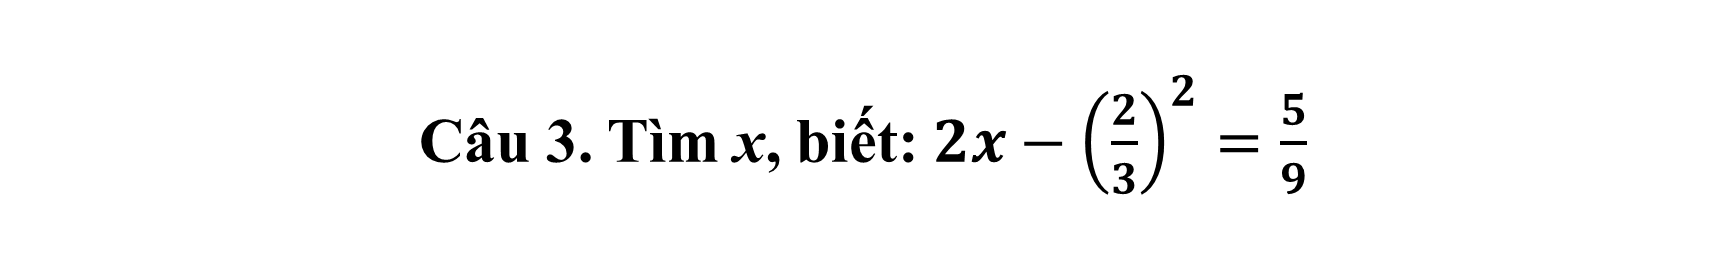 Câu 3. Tìm x, biết: 2x − (2/3)² = 5/9